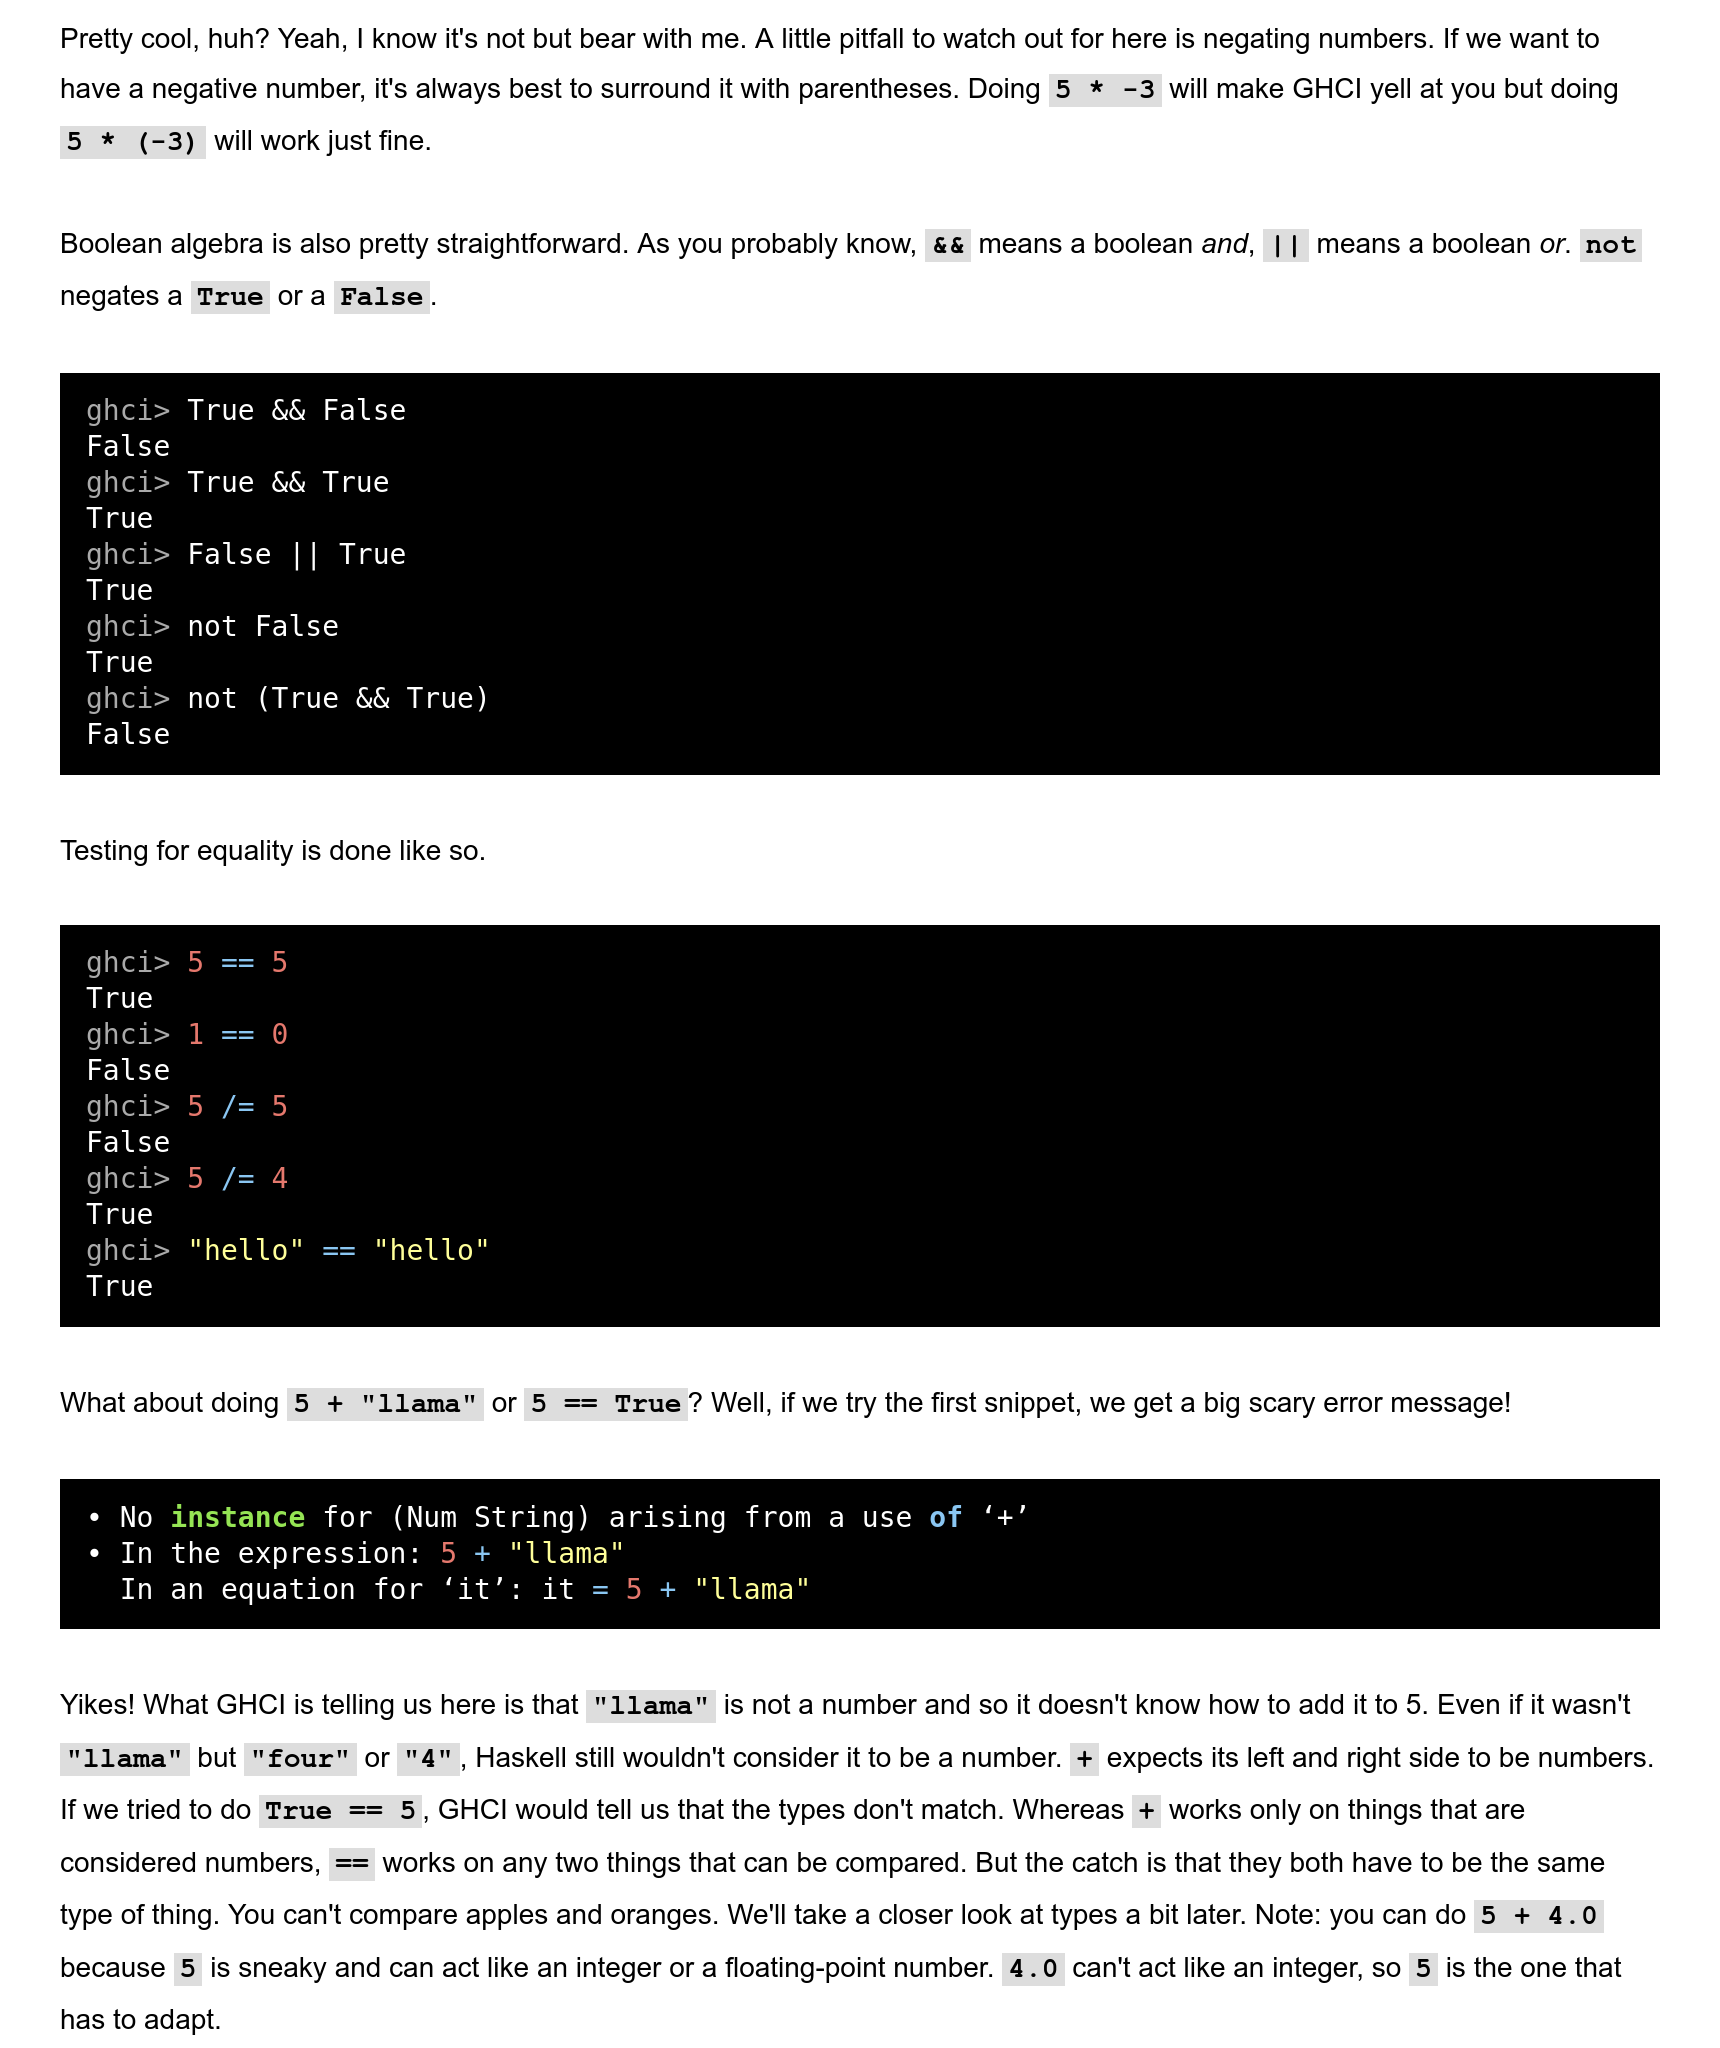 Pretty cool, huh? Yeah, I know it's not but bear with me. A little pitfall to watch out for here is negating numbers. If we want to
have a negative number, it's always best to surround it with parentheses. Doing 5 * -3 will make GHCI yell at you but doing
5 * (-3) will work just fine.
Boolean algebra is also pretty straightforward. As you probably know, && means a boolean and, || means a boolean or. not
negates a True or a False.
ghci> True && False
False
ghci> True && True
True
ghci> False || True
True
ghci> not False
True
ghci> not (True && True)
False
Testing for equality is done like so.
ghci> 5 == 5
True
ghci> 1 == 0
False
ghci> 5 /= 5
False
ghci> 5 /= 4
True
ghci> "hello" == "hello"
True
What about doing 5 + "llama" or 5 == True? Well, if we try the first snippet, we get a big scary error message!
• No instance for (Num String) arising from a use of ‘+’
• In the expression: 5 + "llama"
In an equation for ‘it’: it = 5 + "llama"
Yikes! What GHCI is telling us here is that "llama" is not a number and so it doesn't know how to add it to 5. Even if it wasn't
"llama" but "four" or "4", Haskell still wouldn't consider it to be a number. + expects its left and right side to be numbers.
If we tried to do True == 5, GHCI would tell us that the types don't match. Whereas + works only on things that are
considered numbers, == works on any two things that can be compared. But the catch is that they both have to be the same
type of thing. You can't compare apples and oranges. We'll take a closer look at types a bit later. Note: you can do 5 + 4.0
because 5 is sneaky and can act like an integer or a floating-point number. 4.0 can't act like an integer, so 5 is the one that
has to adapt.